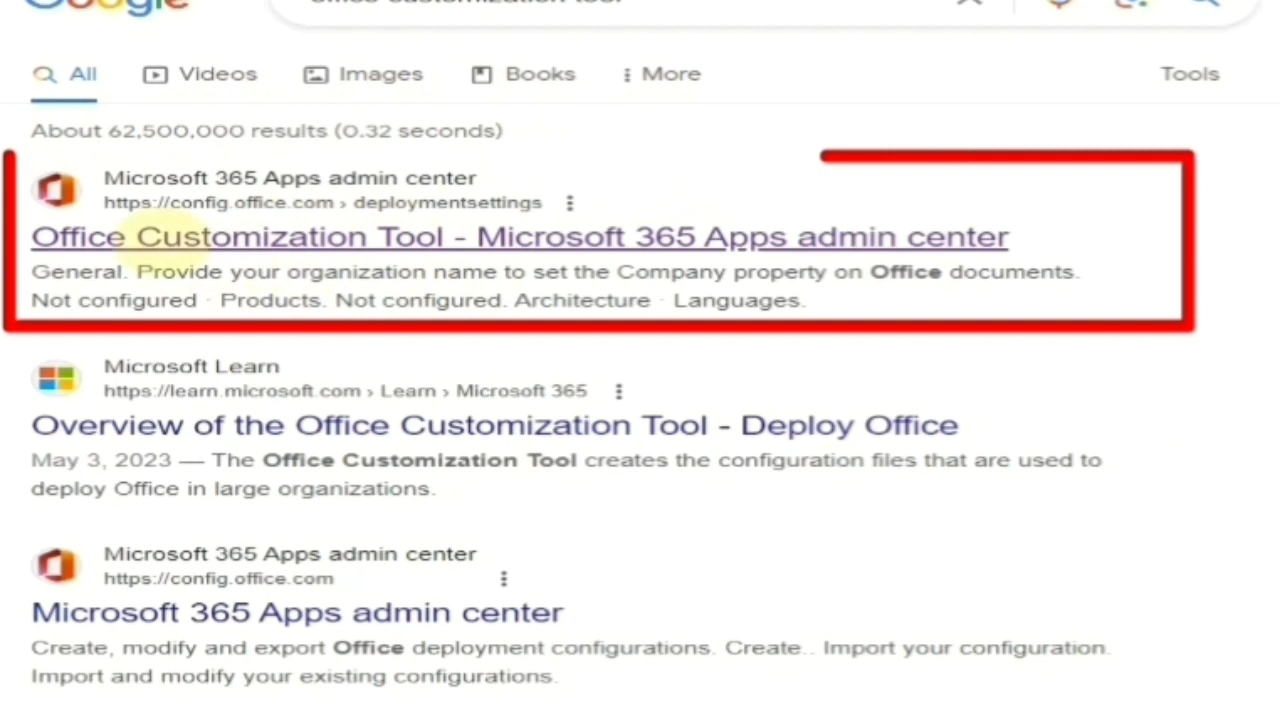 Google
office customization tool
All
Videos
Images
Books
More
Tools
About 62,500,000 results (0.32 seconds)
Microsoft 365 Apps admin center
https://config.office.com › deploymentsettings
Office Customization Tool - Microsoft 365 Apps admin center
General. Provide your organization name to set the Company property on Office documents.
Not configured · Products. Not configured. Architecture · Languages.
Microsoft Learn
https://learn.microsoft.com › Learn › Microsoft 365
Overview of the Office Customization Tool - Deploy Office
May 3, 2023 — The Office Customization Tool creates the configuration files that are used to
deploy Office in large organizations.
Microsoft 365 Apps admin center
https://config.office.com
Microsoft 365 Apps admin center
Create, modify and export Office deployment configurations. Create.. Import your configuration.
Import and modify your existing configurations.